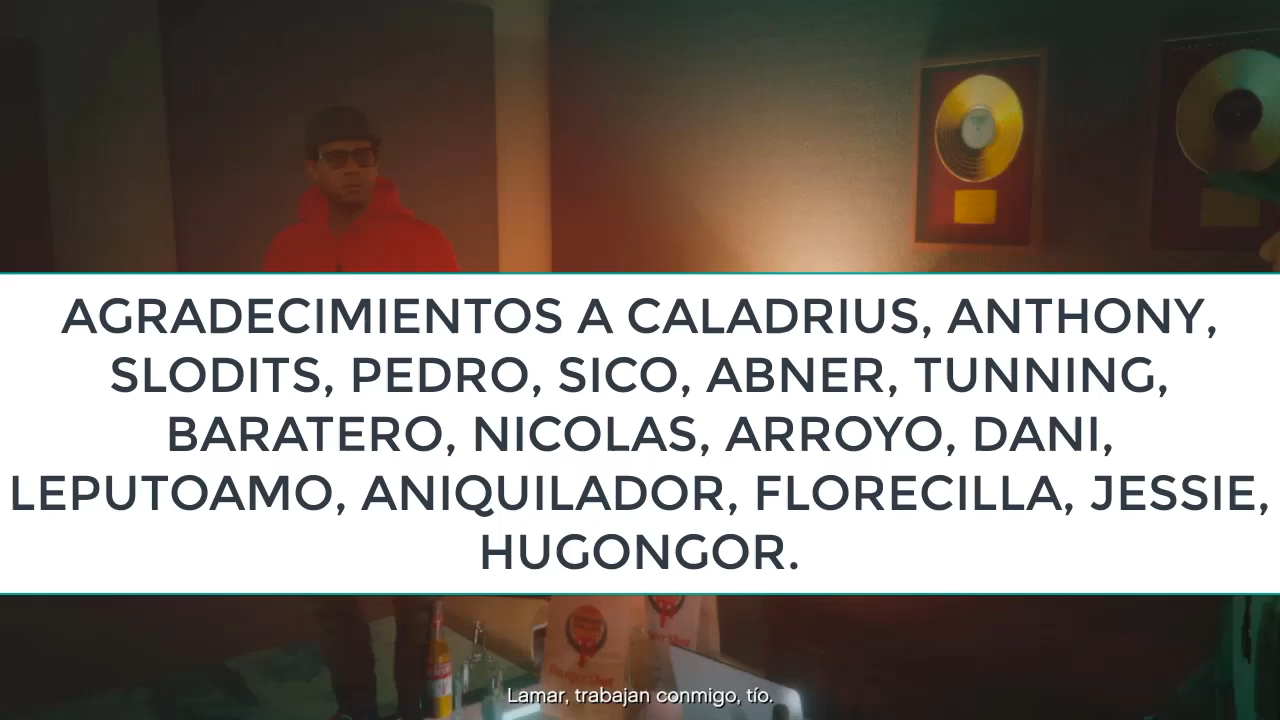 AGRADECIMIENTOS A CALADRIUS, ANTHONY,
SLODITS, PEDRO, SICO, ABNER, TUNNING,
BARATERO, NICOLAS, ARROYO, DANI,
LEPUTOAMO, ANIQUILADOR, FLORECILLA, JESSIE,
HUGONGOR.
Lamar, trabajan conmigo, tío.